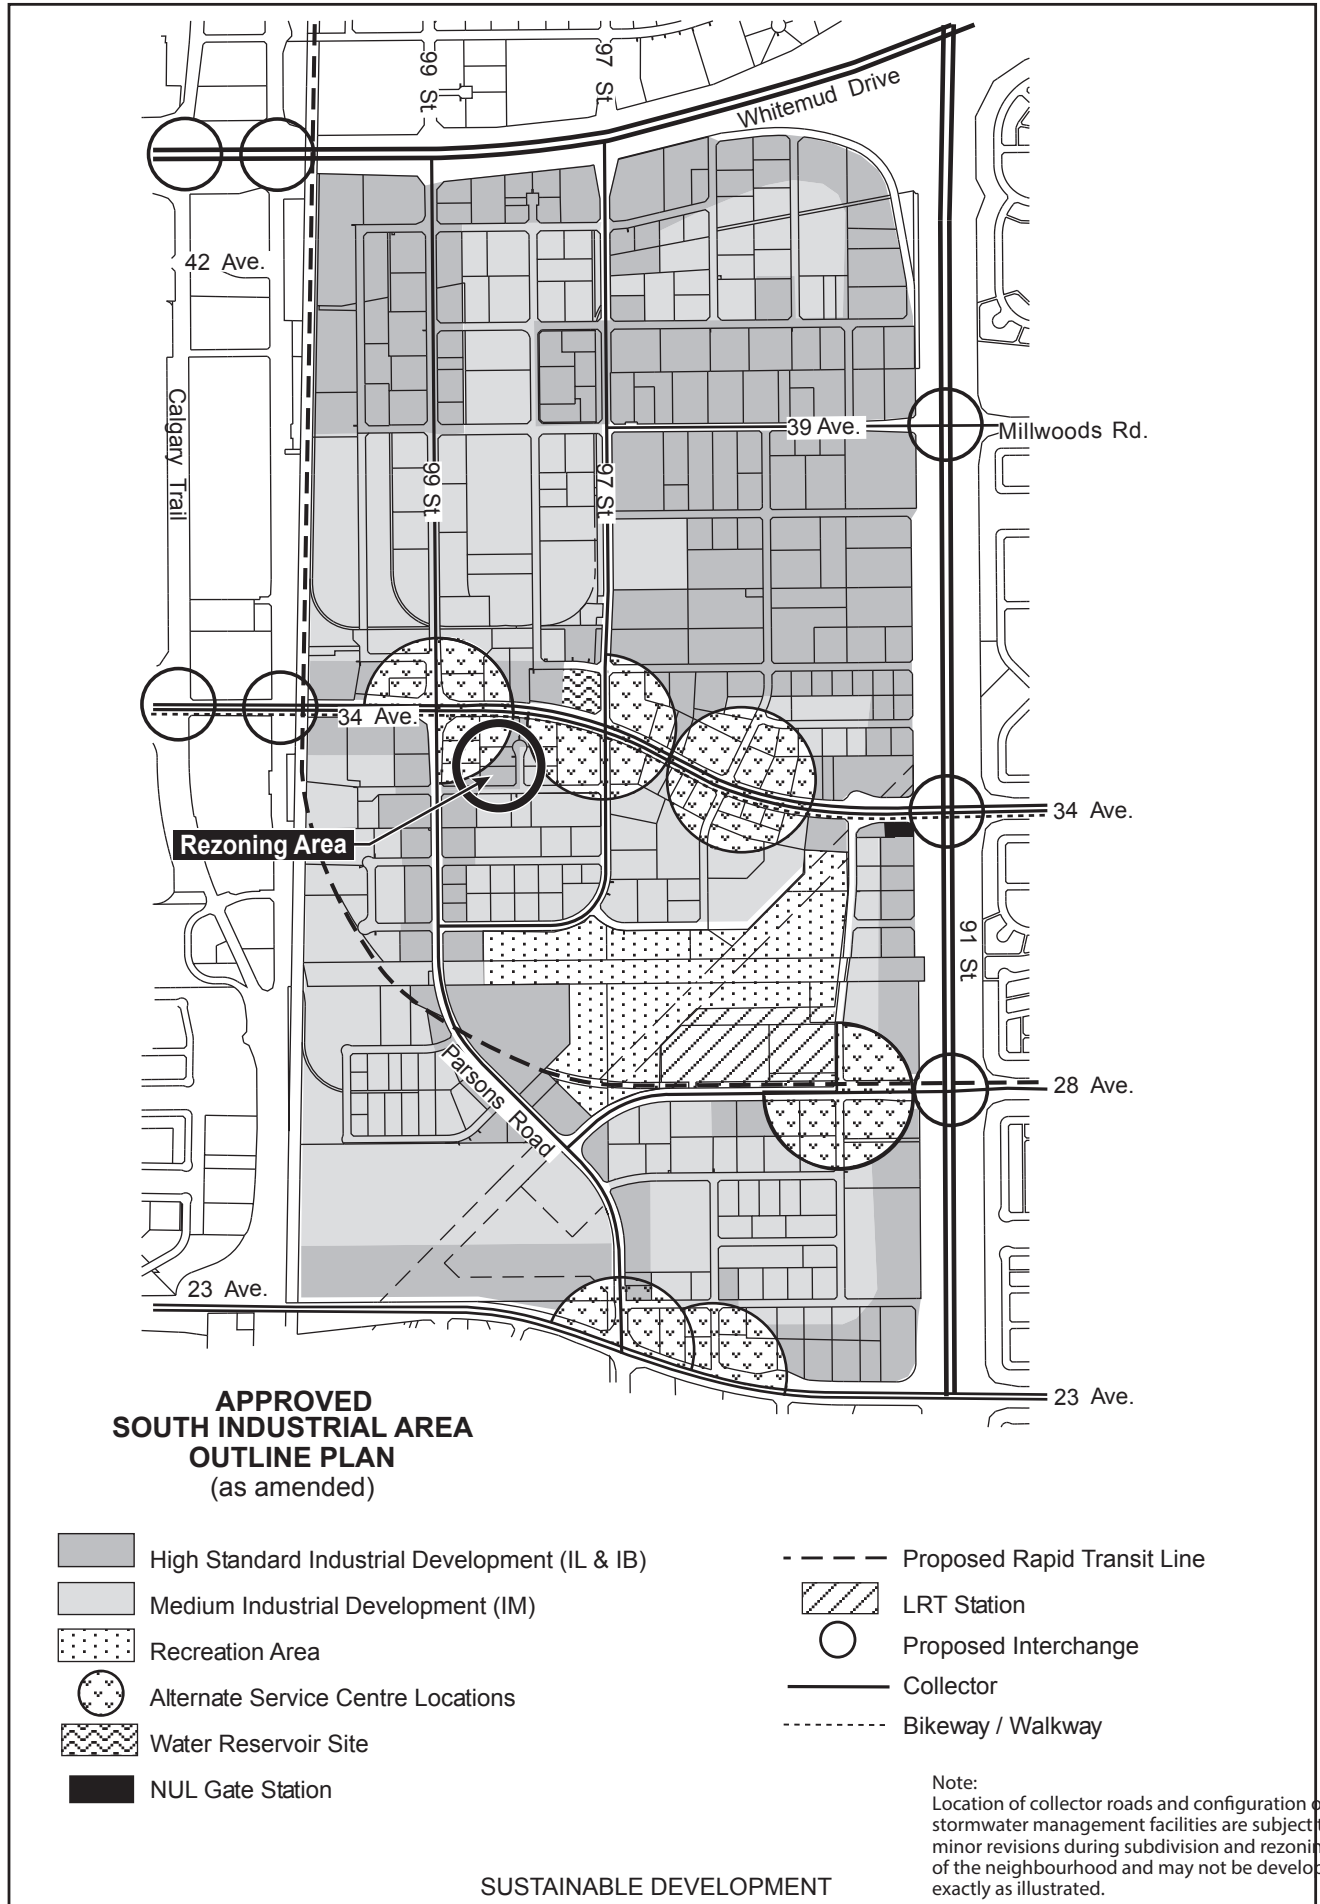 99 St
97 St
Whitemud Drive
42 Ave.
Calgary Trail
39 Ave.
Millwoods Rd.
99 St
97 St
34 Ave.
34 Ave.
Rezoning Area
91 St
28 Ave.
Parsons Road
23 Ave.
23 Ave.
APPROVED
SOUTH INDUSTRIAL AREA
OUTLINE PLAN
(as amended)
High Standard Industrial Development (IL & IB)
Medium Industrial Development (IM)
Recreation Area
Alternate Service Centre Locations
Water Reservoir Site
NUL Gate Station
Proposed Rapid Transit Line
LRT Station
Proposed Interchange
Collector
Bikeway / Walkway
Note:
Location of collector roads and configuration o
stormwater management facilities are subject t
minor revisions during subdivision and rezonin
of the neighbourhood and may not be develop
exactly as illustrated.
SUSTAINABLE DEVELOPMENT